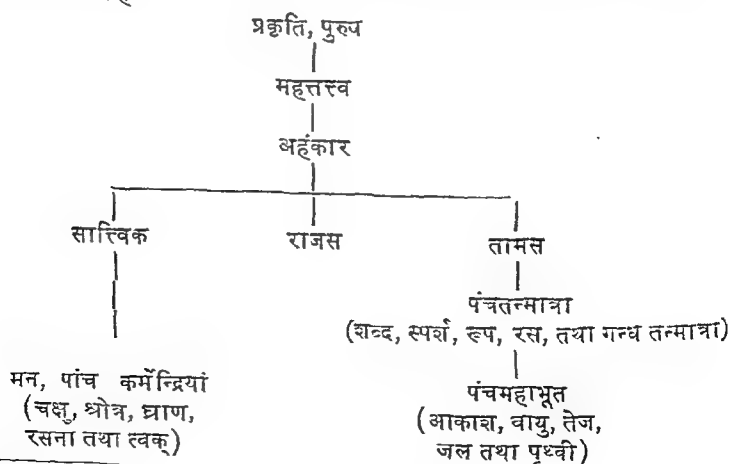 प्रकृति, पुरुष
महत्तत्त्व
अहंकार
सात्त्विक
राजस
तामस
पंचतन्मात्रा
(शब्द, स्पर्श, रूप, रस, तथा गन्ध तन्मात्रा)
मन, पांच कर्मेन्द्रियां
(चक्षु, श्रोत्र, घ्राण,
रसना तथा त्वक्)
पंचमहाभूत
(आकाश, वायु, तेज,
जल तथा पृथ्वी)